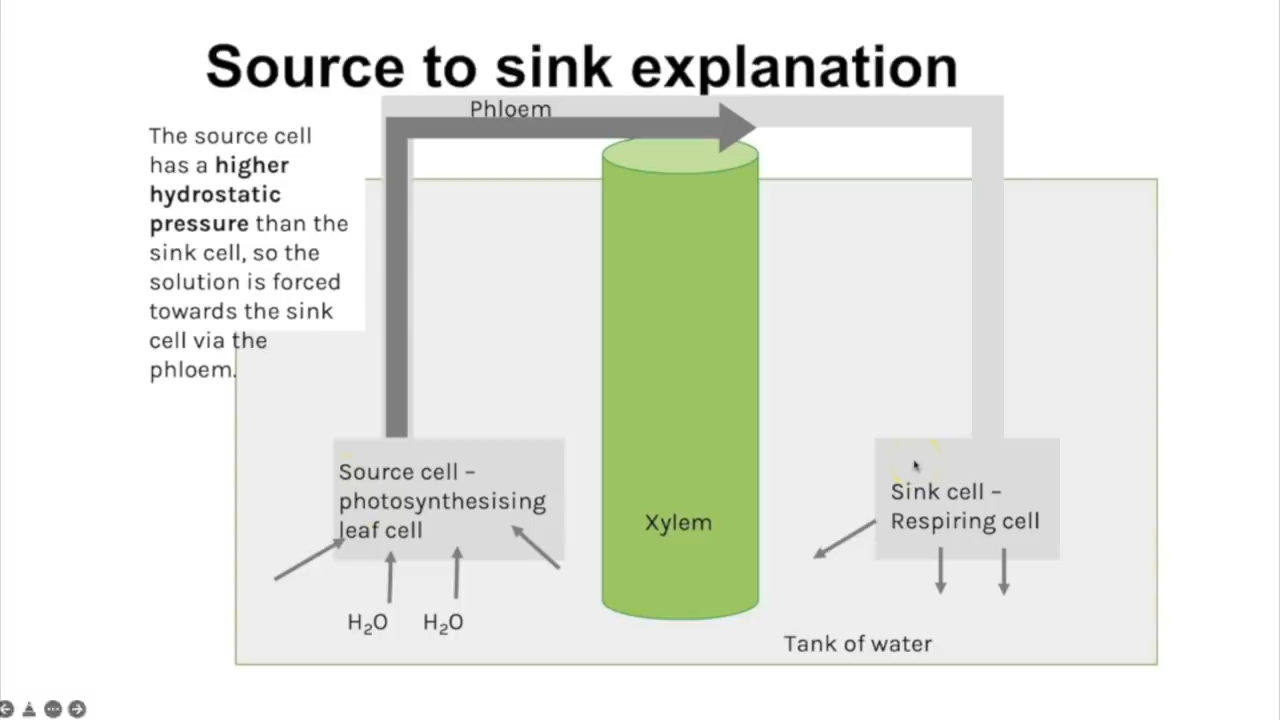 Source to sink explanation
Phloem
The source cell
has a higher
hydrostatic
pressure than the
sink cell, so the
solution is forced
towards the sink
cell via the
phloem.
Source cell –
photosynthesising
leaf cell
Xylem
Sink cell –
Respiring cell
H₂O H₂O
Tank of water